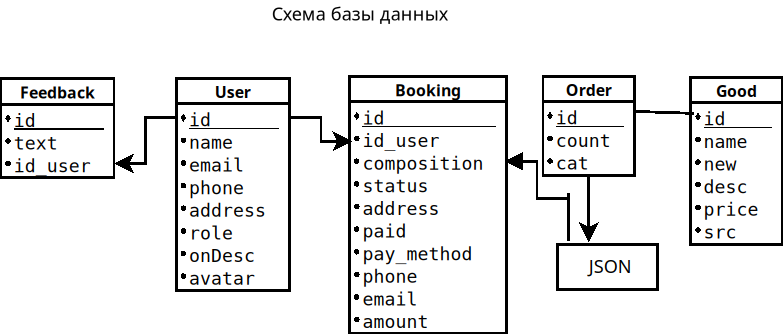 Схема базы данных
Feedback
id
text
id_user
User
id
name
email
phone
address
role
onDesc
avatar
Booking
id
id_user
composition
status
address
paid
pay_method
phone
email
amount
Order
id
count
cat
Good
id
name
new
desc
price
src
JSON